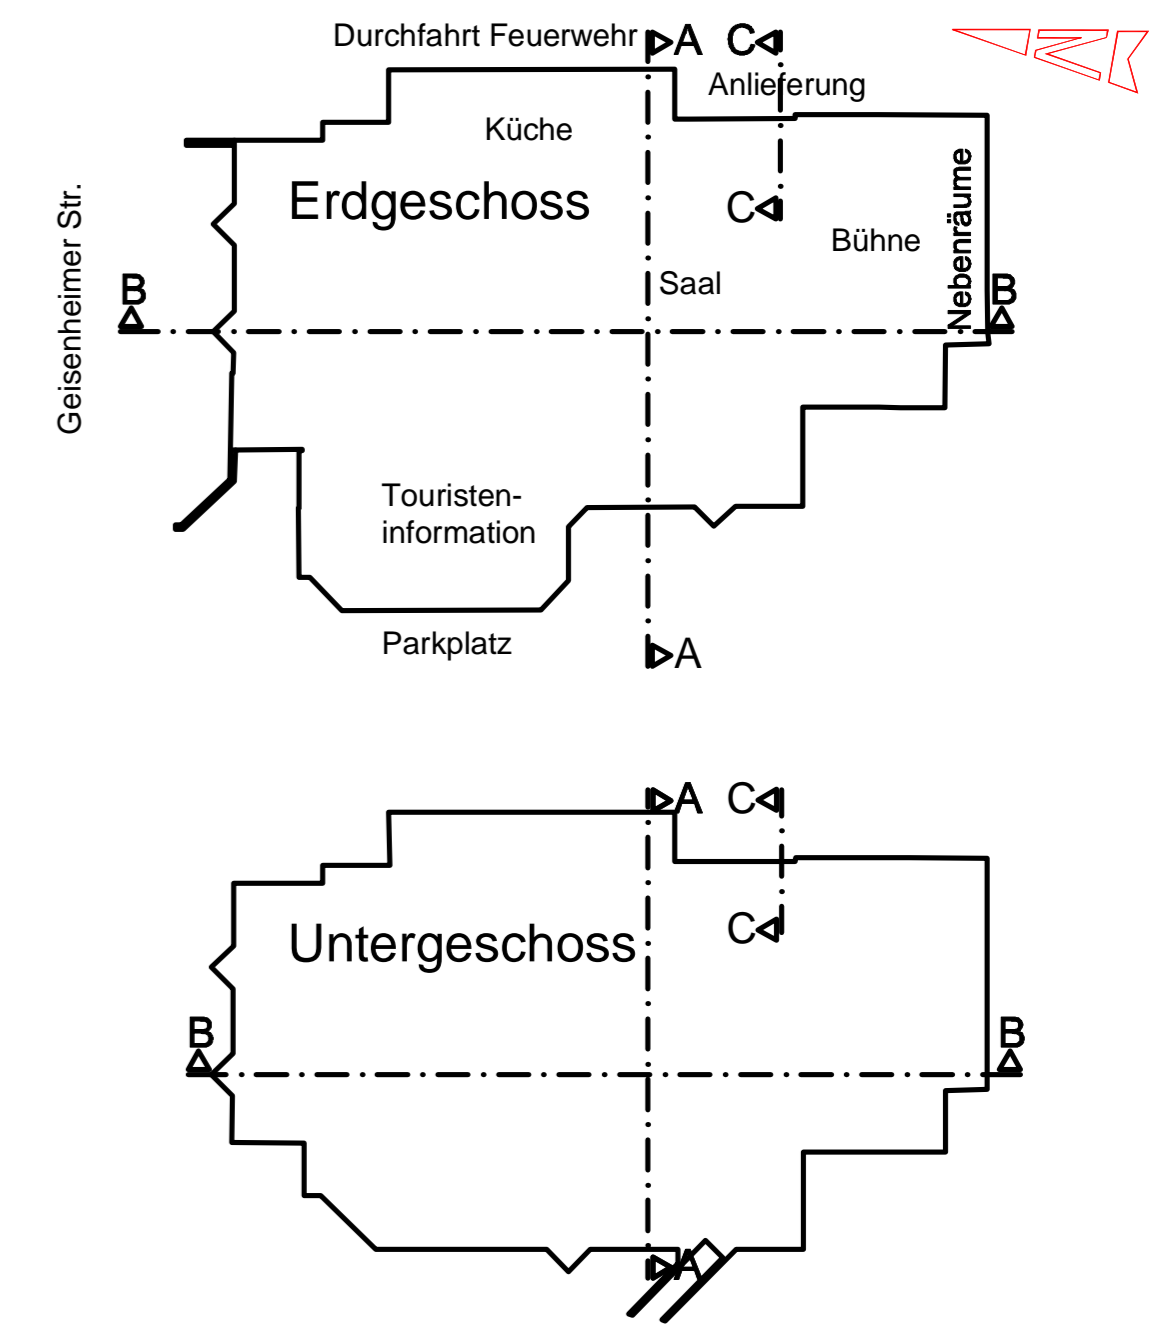 Durchfahrt Feuerwehr A C
Anlieferung
Küche
Erdgeschoss
C
Bühne
Nebenräume
Saal
Geisenheimer Str.
B B
Touristen-
information
Parkplatz
A
N
A C
Untergeschoss
C
B B
A